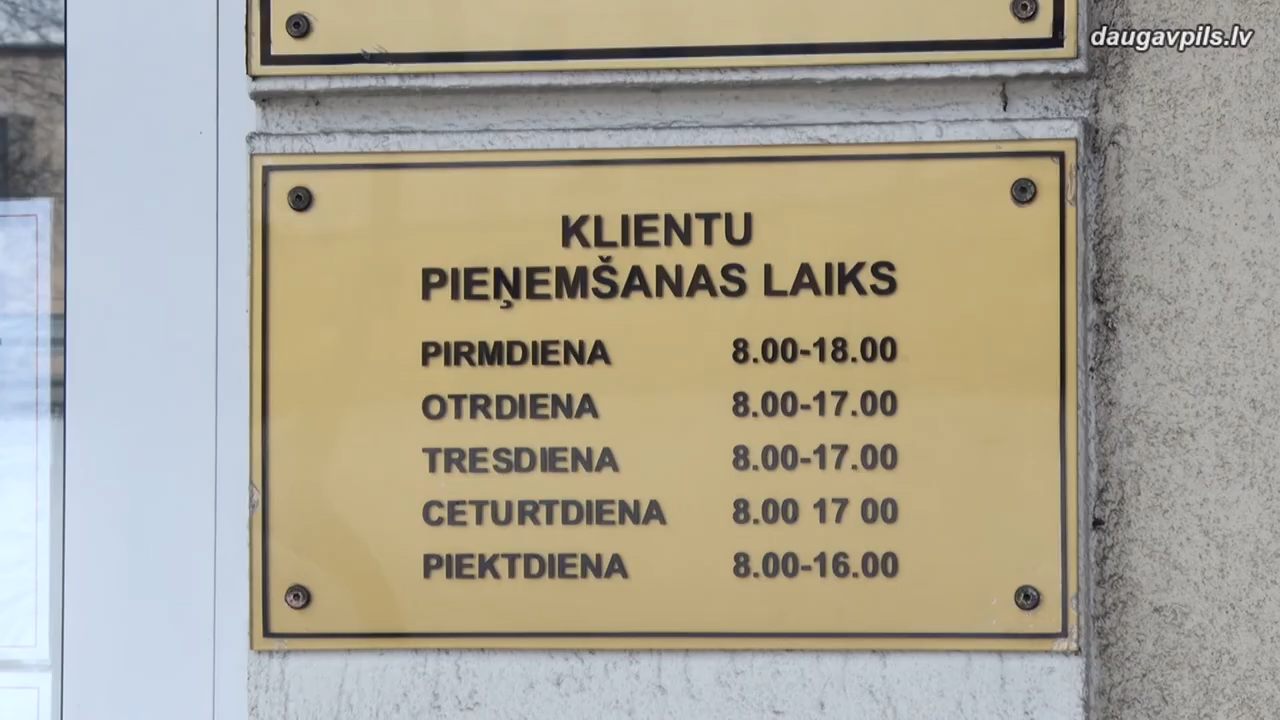 daugavpils.lv
KLIENTU
PIEŅEMŠANAS LAIKS
PIRMDIENA 8.00-18.00
OTRDIENA 8.00-17.00
TRESDIENA 8.00-17.00
CETURTDIENA 8.00 17 00
PIEKTDIENA 8.00-16.00